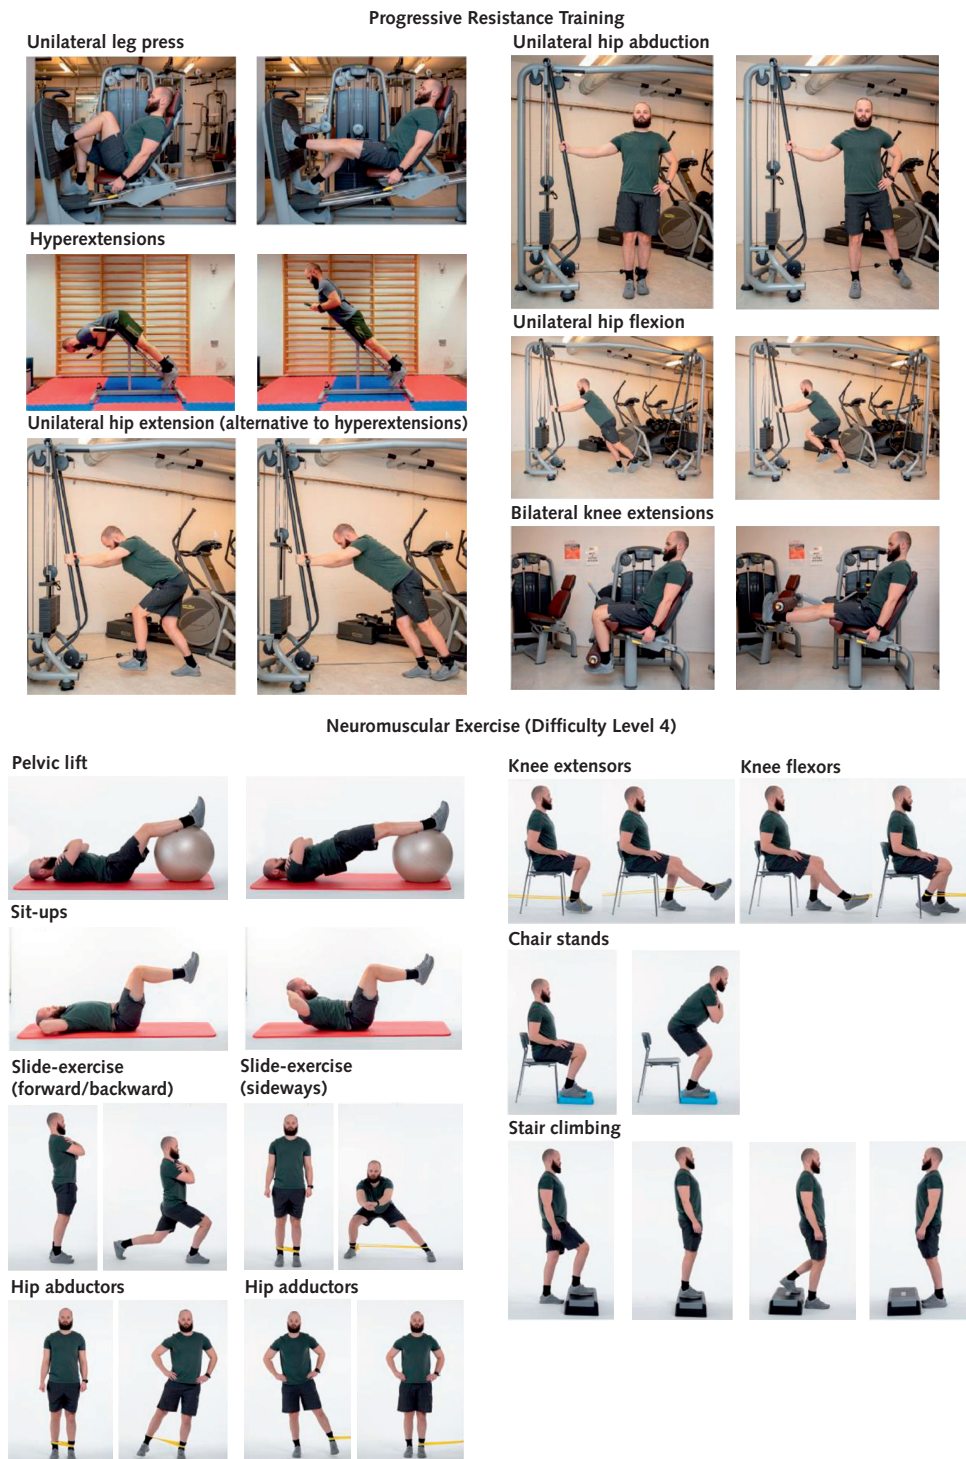 Progressive Resistance Training
Unilateral leg press
Hyperextensions
Unilateral hip extension (alternative to hyperextensions)
Unilateral hip abduction
Unilateral hip flexion
Bilateral knee extensions
Neuromuscular Exercise (Difficulty Level 4)
Pelvic lift
Sit-ups
Slide-exercise
(forward/backward)
Slide-exercise
(sideways)
Hip abductors
Hip adductors
Knee extensors
Knee flexors
Chair stands
Stair climbing